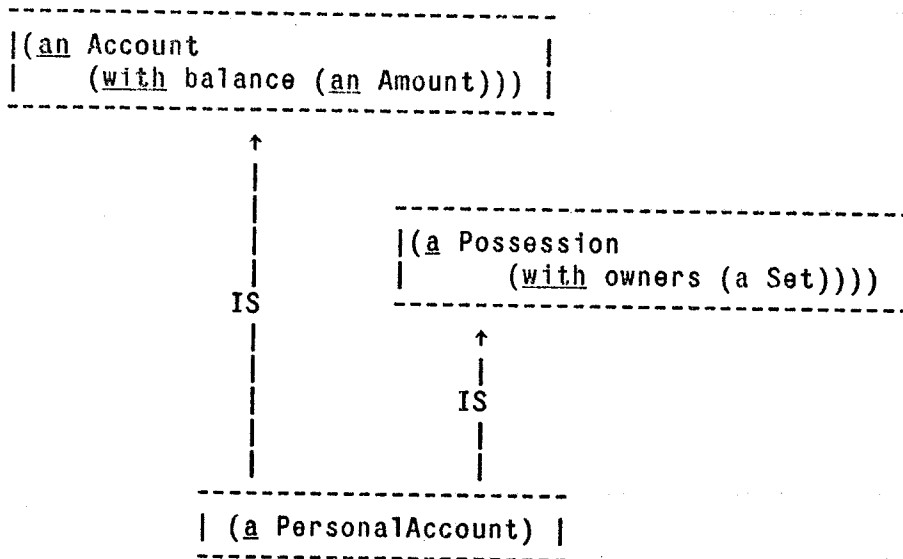 (an Account
(with balance (an Amount)))
(a Possession
(with owners (a Set))))
IS
IS
(a PersonalAccount)